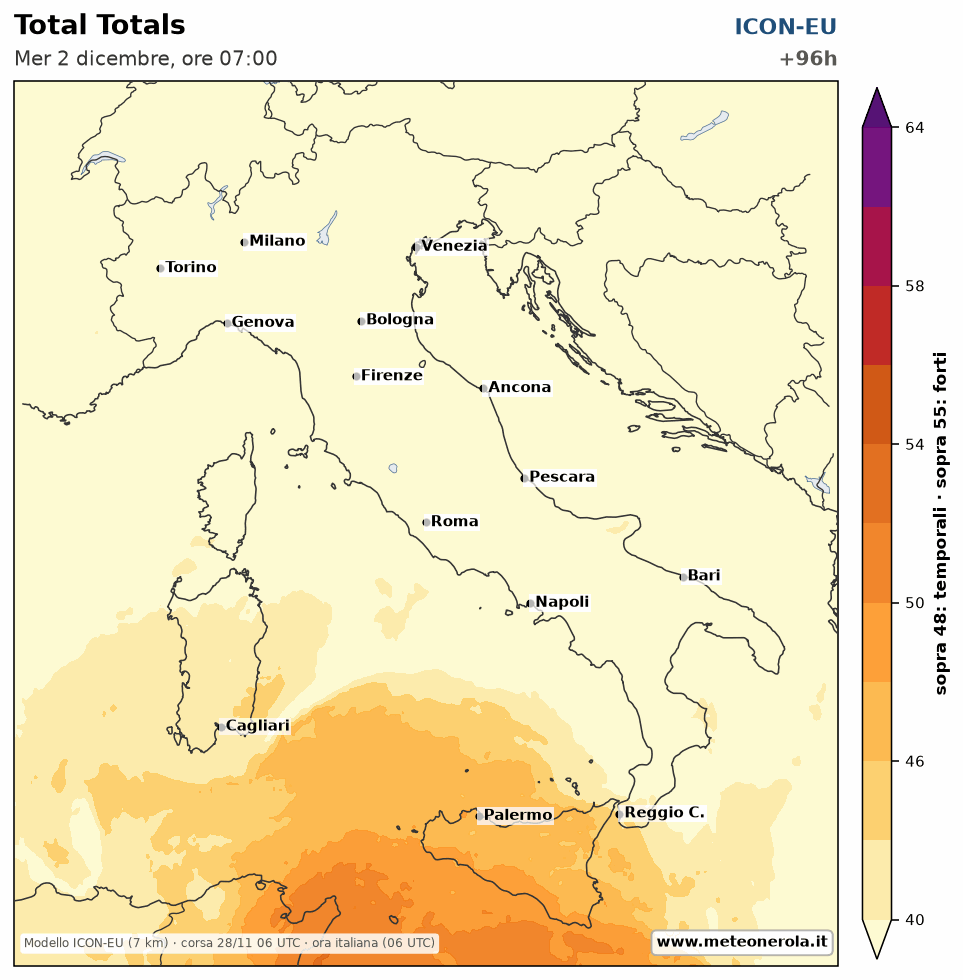 Total Totals
ICON-EU
Mer 2 dicembre, ore 07:00
+96h
Milano
Venezia
Torino
Genova
Bologna
Firenze
Ancona
Pescara
Roma
Bari
Napoli
Cagliari
Palermo
Reggio C.
64
58
54
50
46
40
sopra 48: temporali · sopra 55: forti
Modello ICON-EU (7 km) · corsa 28/11 06 UTC · ora italiana (06 UTC)
www.meteonerola.it